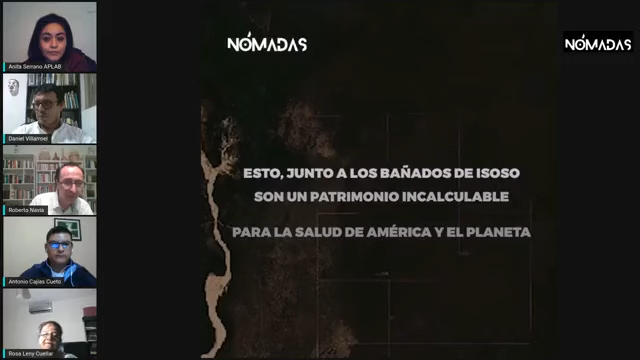 Anita Serrano APLAB
Daniel Villarroel
Roberto Navia
Antonio Cajías Cueto
Rosa Leny Cuellar
NÓMADAS
NÓMADAS
ESTO, JUNTO A LOS BAÑADOS DE ISOSO
SON UN PATRIMONIO INCALCULABLE
PARA LA SALUD DE AMÉRICA Y EL PLANETA